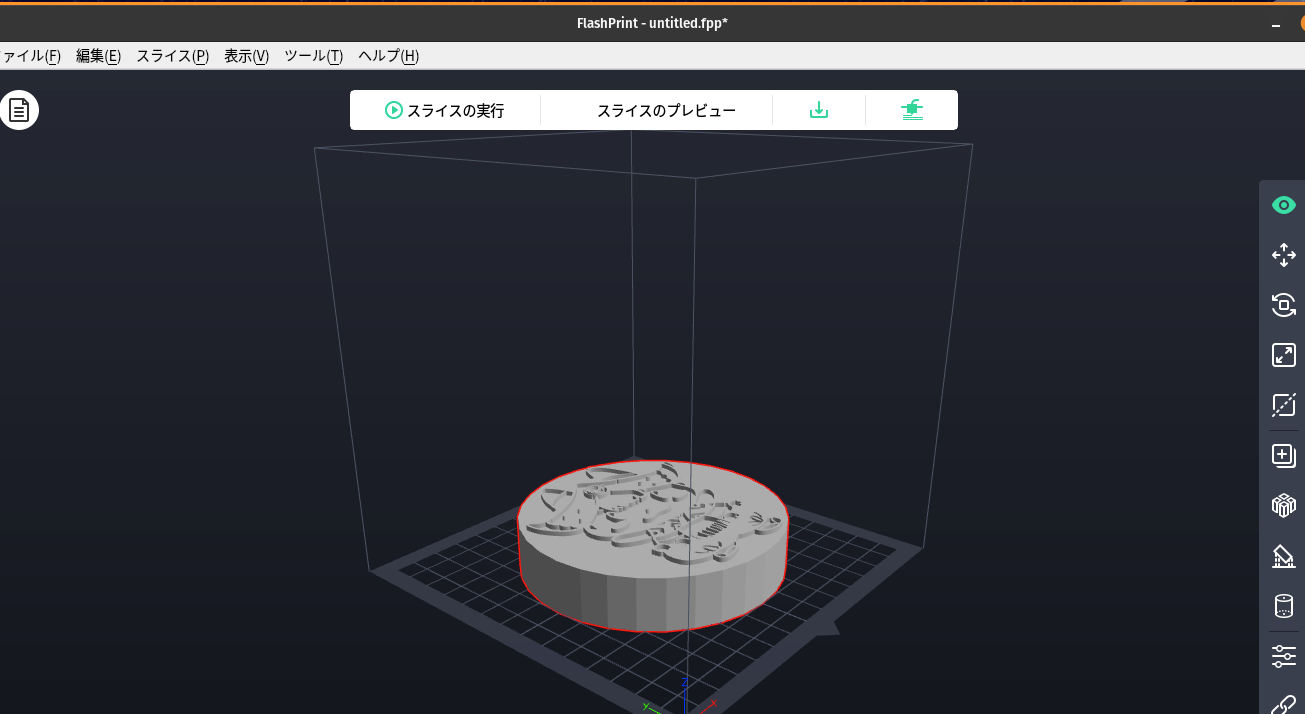 FlashPrint - untitled.fpp*
ァイル(F) 編集(E) スライス(P) 表示(V) ツール(T) ヘルプ(H)
スライスの実行 スライスのプレビュー
Z
Y X